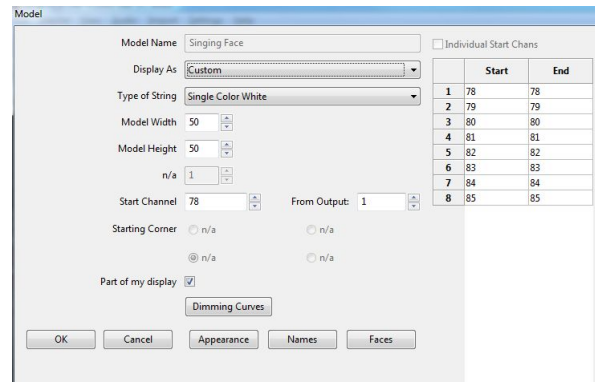 Model
Model Name Singing Face
Individual Start Chans
Display As Custom
Start End
Type of String Single Color White
1 78 78
2 79 79
Model Width 50
3 80 80
4 81 81
Model Height 50
5 82 82
6 83 83
n/a 1
7 84 84
Start Channel 78 From Output: 1
8 85 85
Starting Corner n/a n/a
n/a n/a
Part of my display
Dimming Curves
OK Cancel Appearance Names Faces